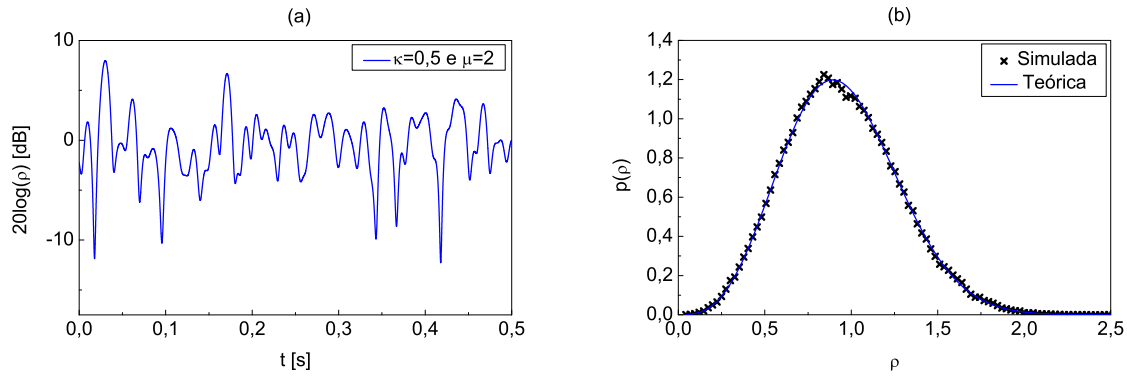 (a)
κ=0,5 e μ=2
20log(ρ) [dB]
10
0
-10
0,0 0,1 0,2 0,3 0,4 0,5
t [s]
(b)
Simulada
Teórica
p(ρ)
1,4
1,2
1,0
0,8
0,6
0,4
0,2
0,0
0,0 0,5 1,0 1,5 2,0 2,5
ρ